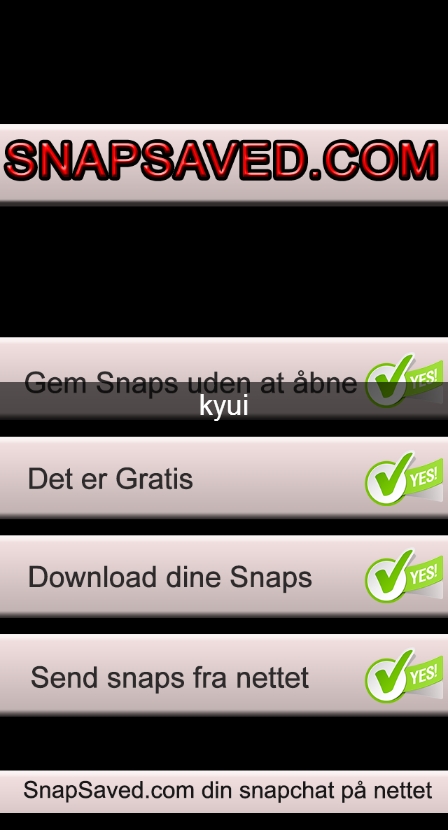 SNAPSAVED.COM
Gem Snaps uden at åbne
YES!
kyui
Det er Gratis
YES!
Download dine Snaps
YES!
Send snaps fra nettet
YES!
SnapSaved.com din snapchat på nettet